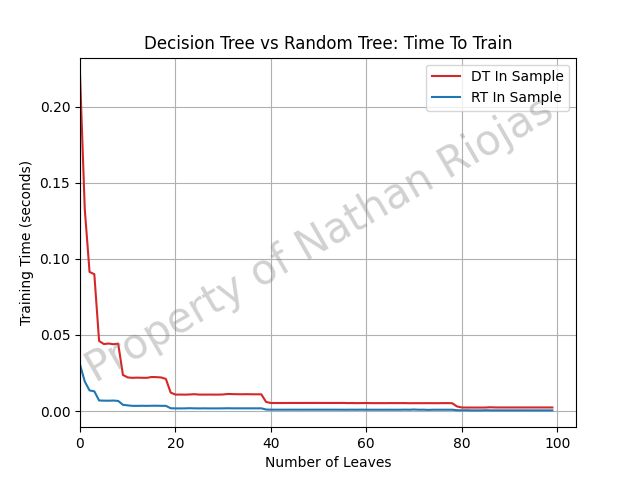 Decision Tree vs Random Tree: Time To Train
DT In Sample
RT In Sample
0.20
0.15
0.10
0.05
0.00
Training Time (seconds)
0 20 40 60 80 100
Number of Leaves
Property of Nathan Riojas